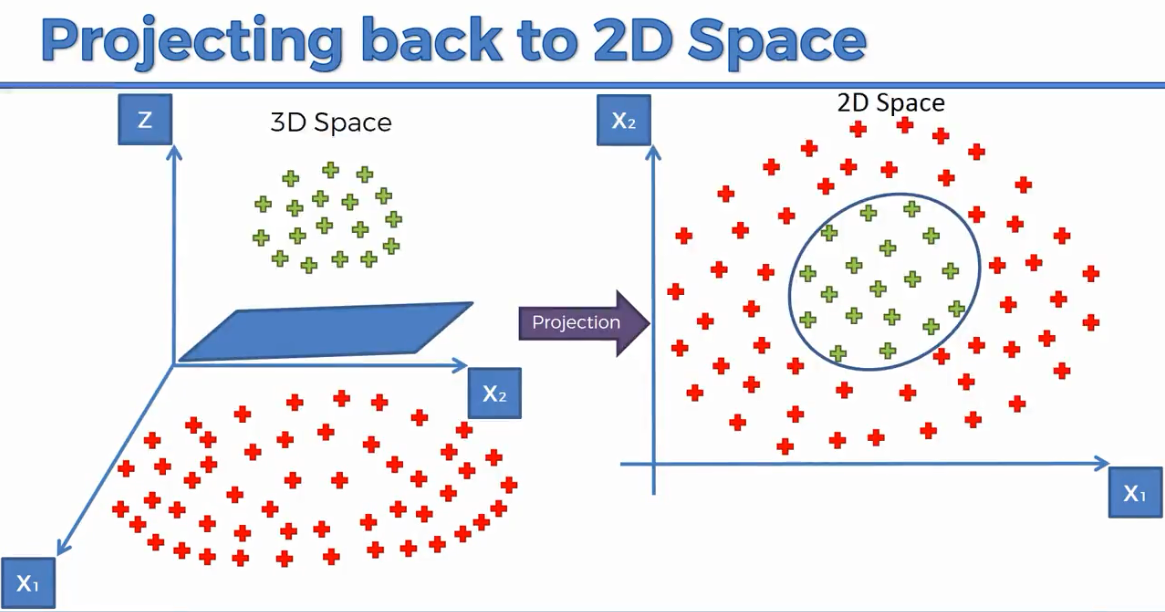 Projecting back to 2D Space
Z
3D Space
X₂
X₁
Projection
2D Space
X₂
X₁